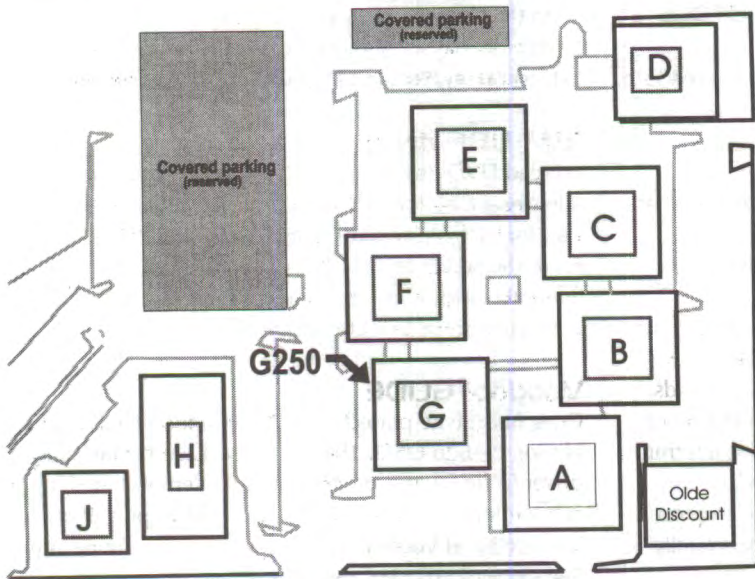 Covered parking
(reserved)
D
E
Covered parking
(reserved)
C
F
B
G250
G
H
A
J
Olde
Discount